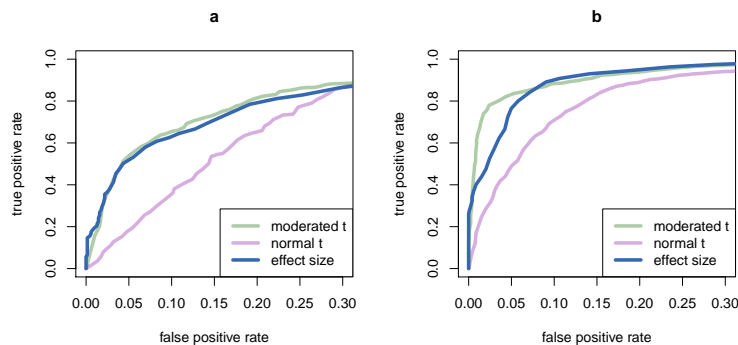 a
true positive rate
0.0 0.2 0.4 0.6 0.8 1.0
moderated t
normal t
effect size
0.00 0.05 0.10 0.15 0.20 0.25 0.30
false positive rate
b
true positive rate
0.0 0.2 0.4 0.6 0.8 1.0
moderated t
normal t
effect size
0.00 0.05 0.10 0.15 0.20 0.25 0.30
false positive rate